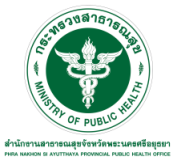 กระทรวงสาธารณสุข
MINISTRY OF PUBLIC HEALTH
สำนักงานสาธารณสุขจังหวัดพระนครศรีอยุธยา
PHRA NAKHON SI AYUTTHAYA PROVINCIAL PUBLIC HEALTH OFFICE